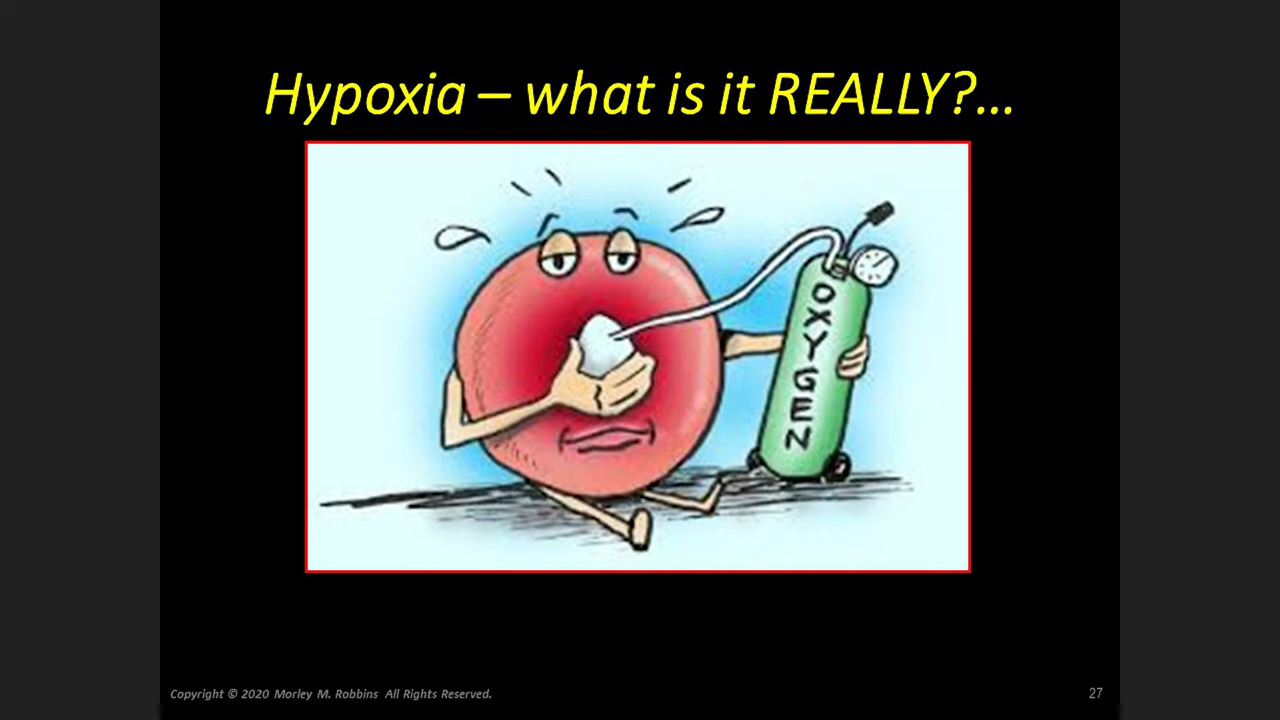 Hypoxia – what is it REALLY?...
OXYGEN
Copyright © 2020 Morley M. Robbins All Rights Reserved.
27